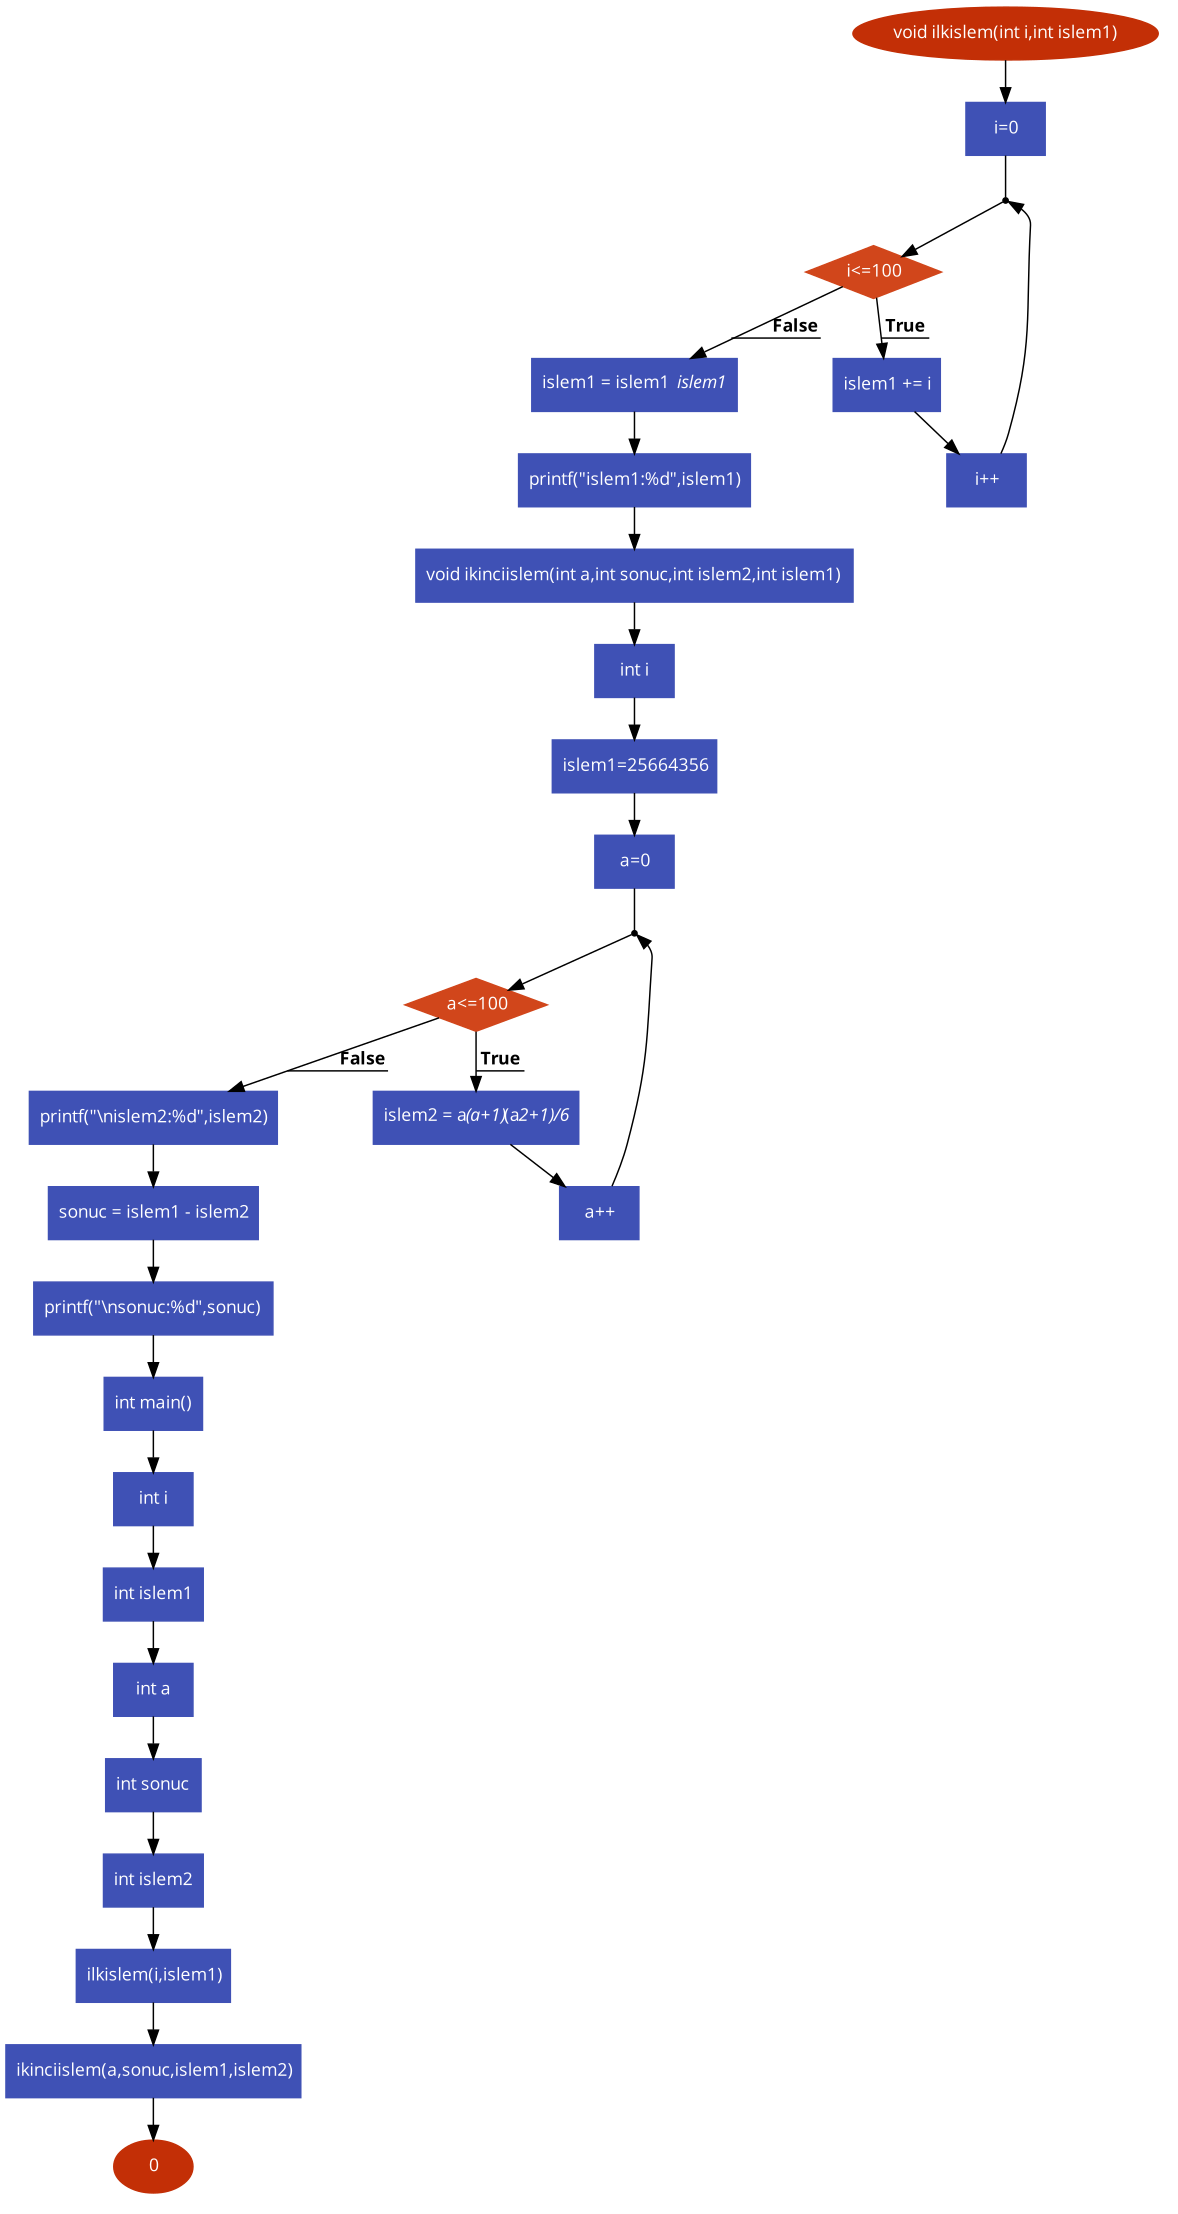 void ilkislem(int i,int islem1)
i=0
i<=100
False
True
islem1 = islem1 islem1
islem1 += i
i++
printf("islem1:%d",islem1)
void ikinciislem(int a,int sonuc,int islem2,int islem1)
int i
islem1=25664356
a=0
a<=100
False
True
printf("\nislem2:%d",islem2)
islem2 = a(a+1)(a2+1)/6
a++
sonuc = islem1 - islem2
printf("\nsonuc:%d",sonuc)
int main()
int i
int islem1
int a
int sonuc
int islem2
ilkislem(i,islem1)
ikinciislem(a,sonuc,islem1,islem2)
0